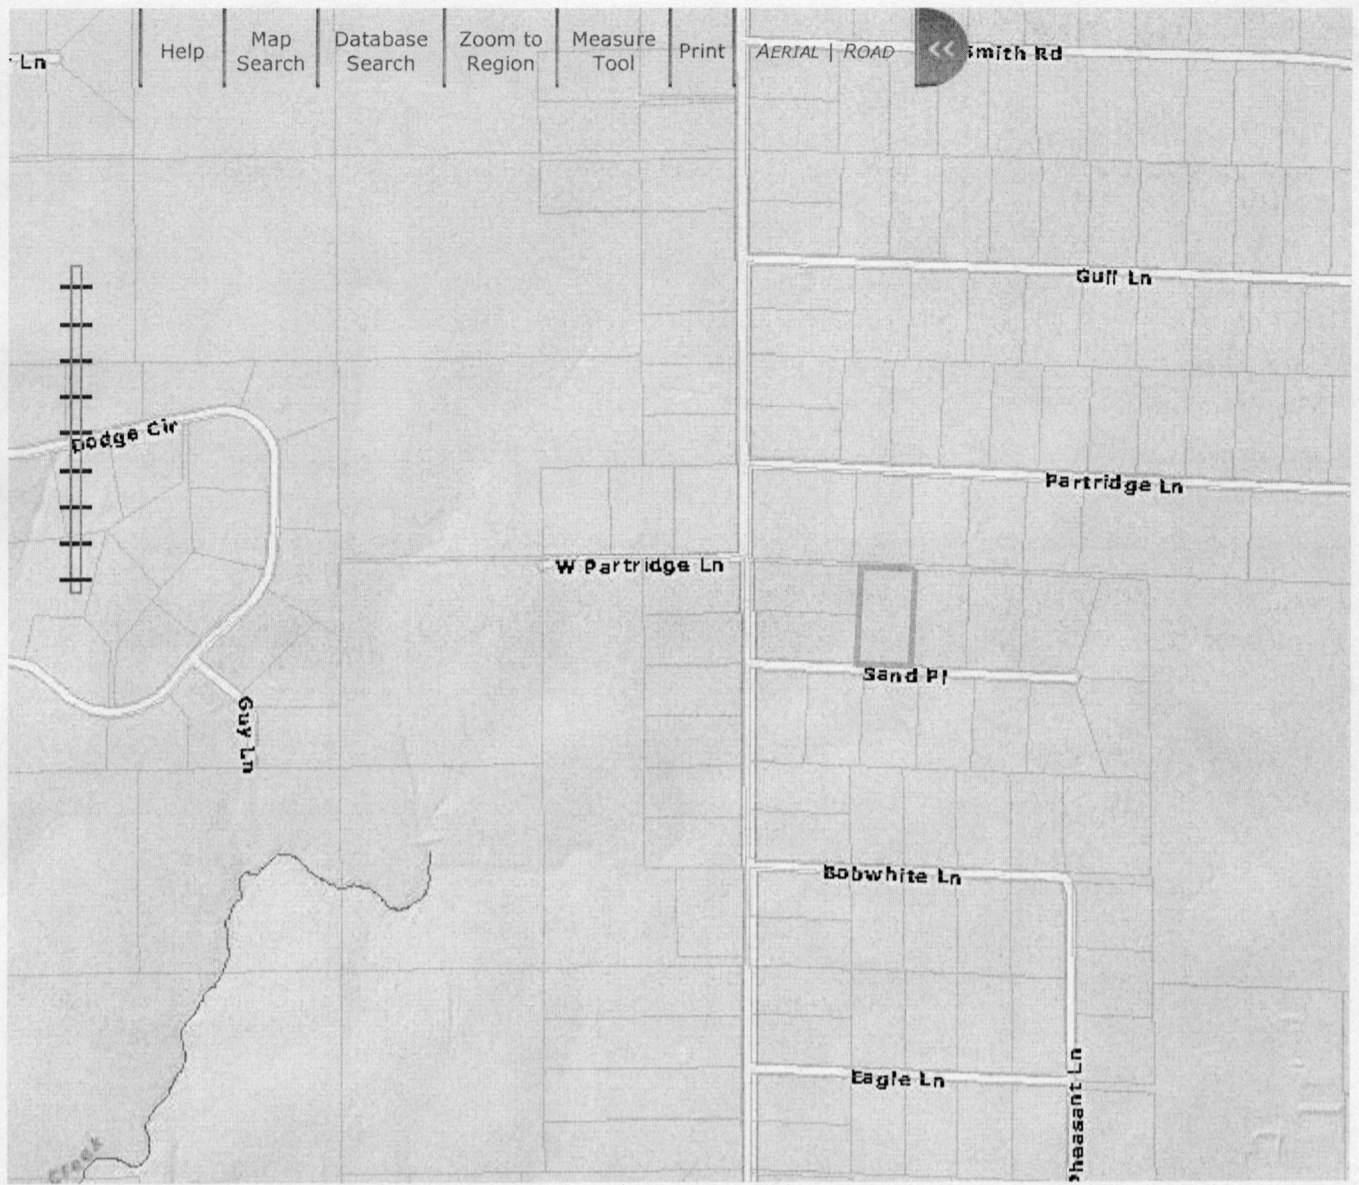 Ln
Help
Map
Search
Database
Search
Zoom to
Region
Measure
Tool
Print
AERIAL | ROAD
<<
Smith Rd
Gull Ln
Dodge Cir
Partridge Ln
W Partridge Ln
Sand Pl
Guy Ln
Bobwhite Ln
Eagle Ln
Pheasant Ln
Creek